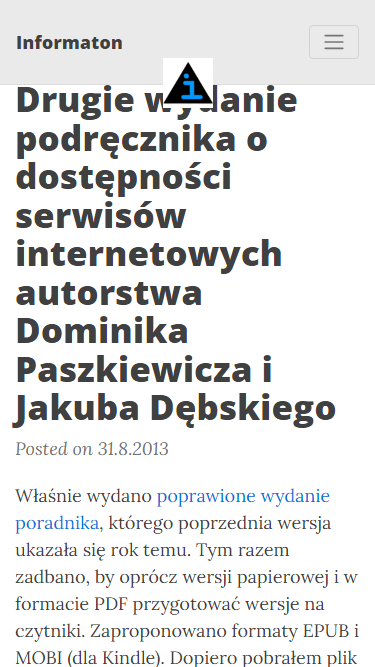 Informaton
Drugie wydanie
podręcznika o
dostępności
serwisów
internetowych
autorstwa
Dominika
Paszkiewicza i
Jakuba Dębskiego
Posted on 31.8.2013
Właśnie wydano poprawione wydanie
poradnika, którego poprzednia wersja
ukazała się rok temu. Tym razem
zadbano, by oprócz wersji papierowej i w
formacie PDF przygotować wersje na
czytniki. Zaproponowano formaty EPUB i
MOBI (dla Kindle). Dopiero pobrałem plik